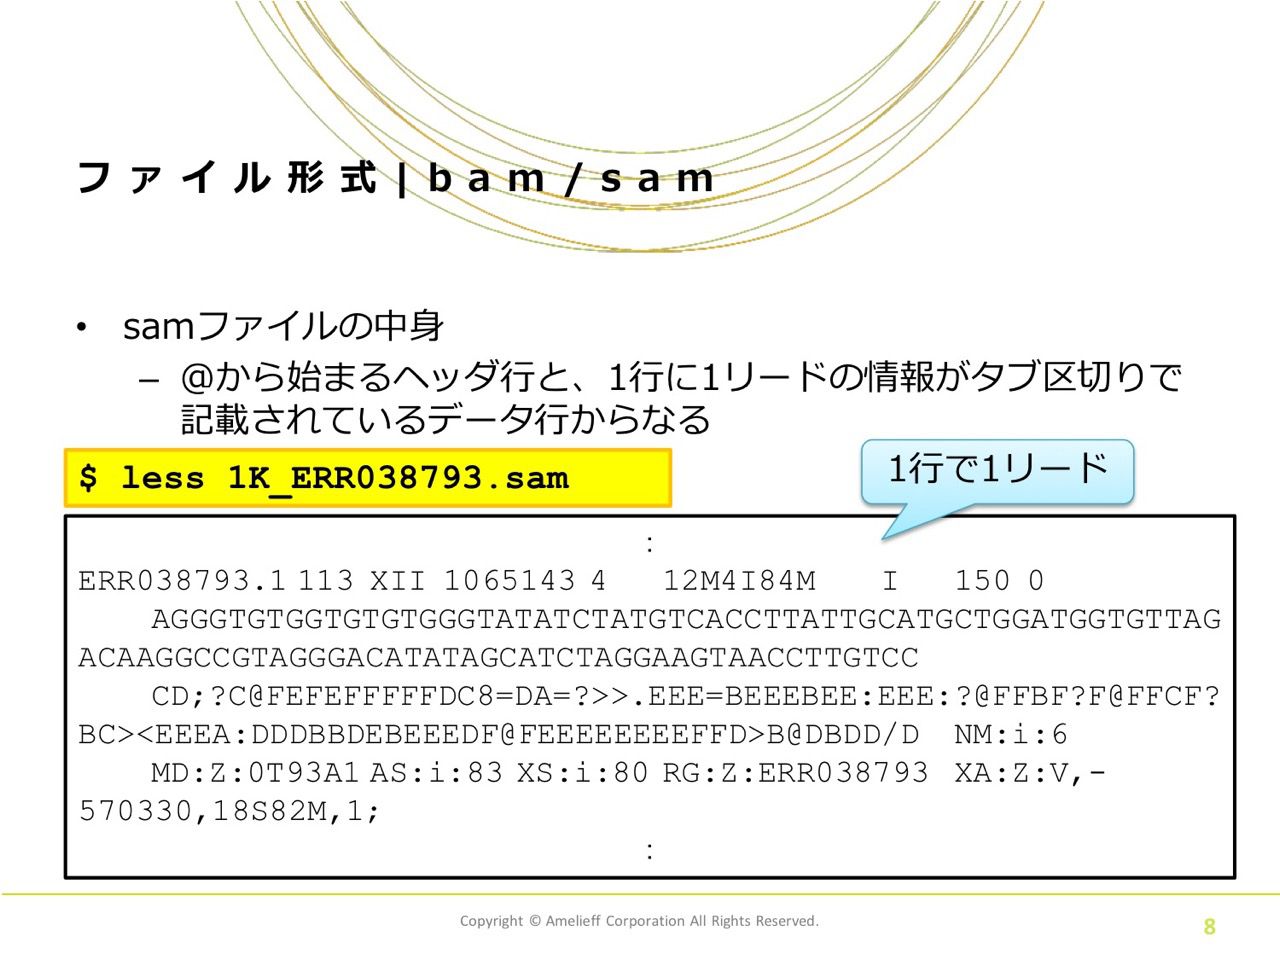 ファイル形式|bam/sam
• samファイルの中身
– @から始まるヘッダ行と、1行に1リードの情報がタブ区切りで
記載されているデータ行からなる
$ less 1K_ERR038793.sam
1行で1リード
:
ERR038793.1 113 XII 1065143 4 12M4I84M I 150 0
AGGGTGTGGTGTGTGGGTATATCTATGTCACCTTATTGCATGCTGGATGGTGTTAG
ACAAGGCCGTAGGGACATATAGCATCTAGGAAGTAACCTTGTCC
CD;?C@FEFEFFFFFDC8=DA=?>>.EEE=BEEEBEE:EEE:?@FFBF?F@FFCF?
BC><EEEA:DDDBBDEBEEEDF@FEEEEEEEEFFD>B@DBDD/D NM:i:6
MD:Z:0T93A1 AS:i:83 XS:i:80 RG:Z:ERR038793 XA:Z:V,-
570330,18S82M,1;
:
Copyright © Amelieff Corporation All Rights Reserved.
8